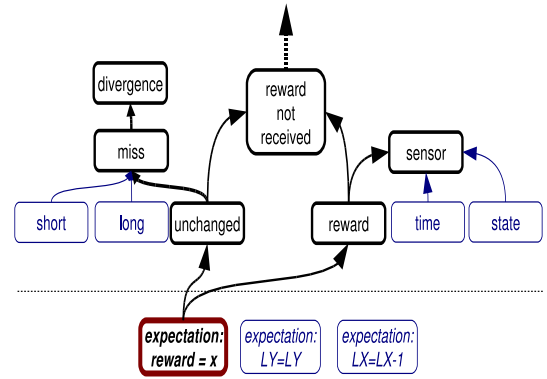 divergence
reward
not
received
miss
sensor
short
long
unchanged
reward
time
state
expectation:
reward = x
expectation:
LY=LY
expectation:
LX=LX-1